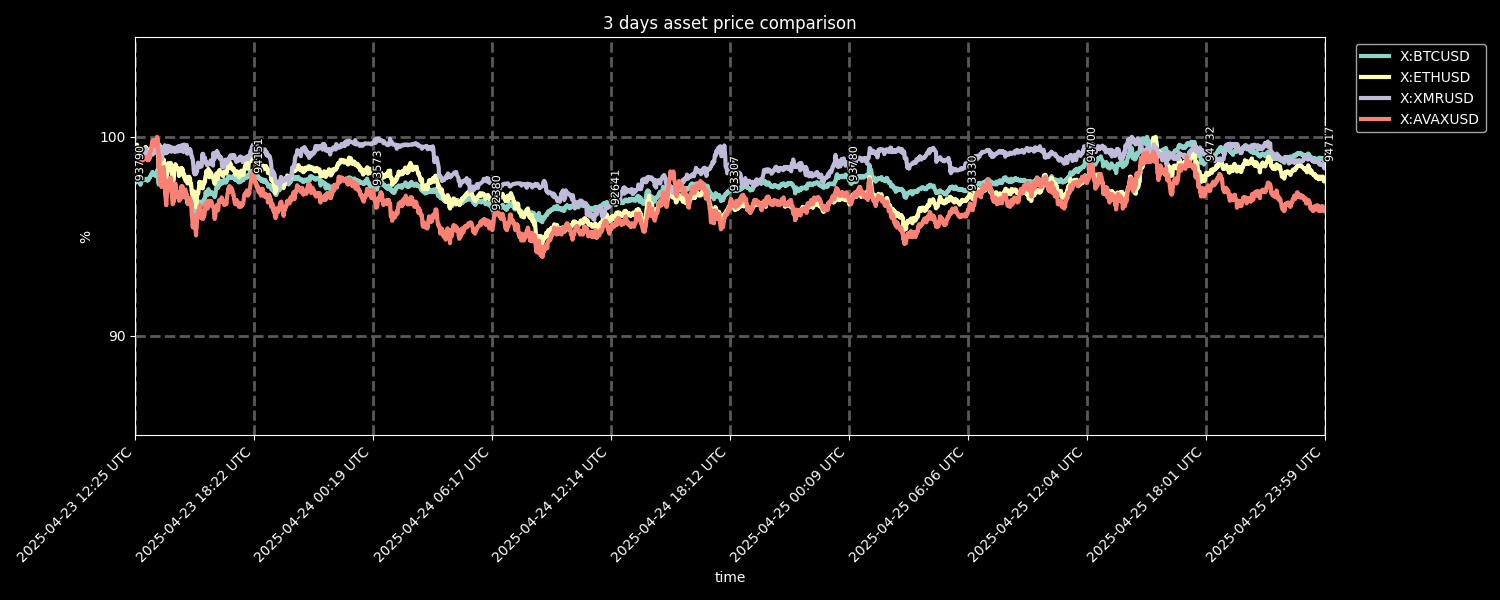 3 days asset price comparison
X:BTCUSD
X:ETHUSD
X:XMRUSD
X:AVAXUSD
100
90
%
93790
94151
93573
92380
92641
93307
93780
93330
94700
94732
94717
2025-04-23 12:25 UTC
2025-04-23 18:22 UTC
2025-04-24 00:19 UTC
2025-04-24 06:17 UTC
2025-04-24 12:14 UTC
2025-04-24 18:12 UTC
2025-04-25 00:09 UTC
2025-04-25 06:06 UTC
2025-04-25 12:04 UTC
2025-04-25 18:01 UTC
2025-04-25 23:59 UTC
time